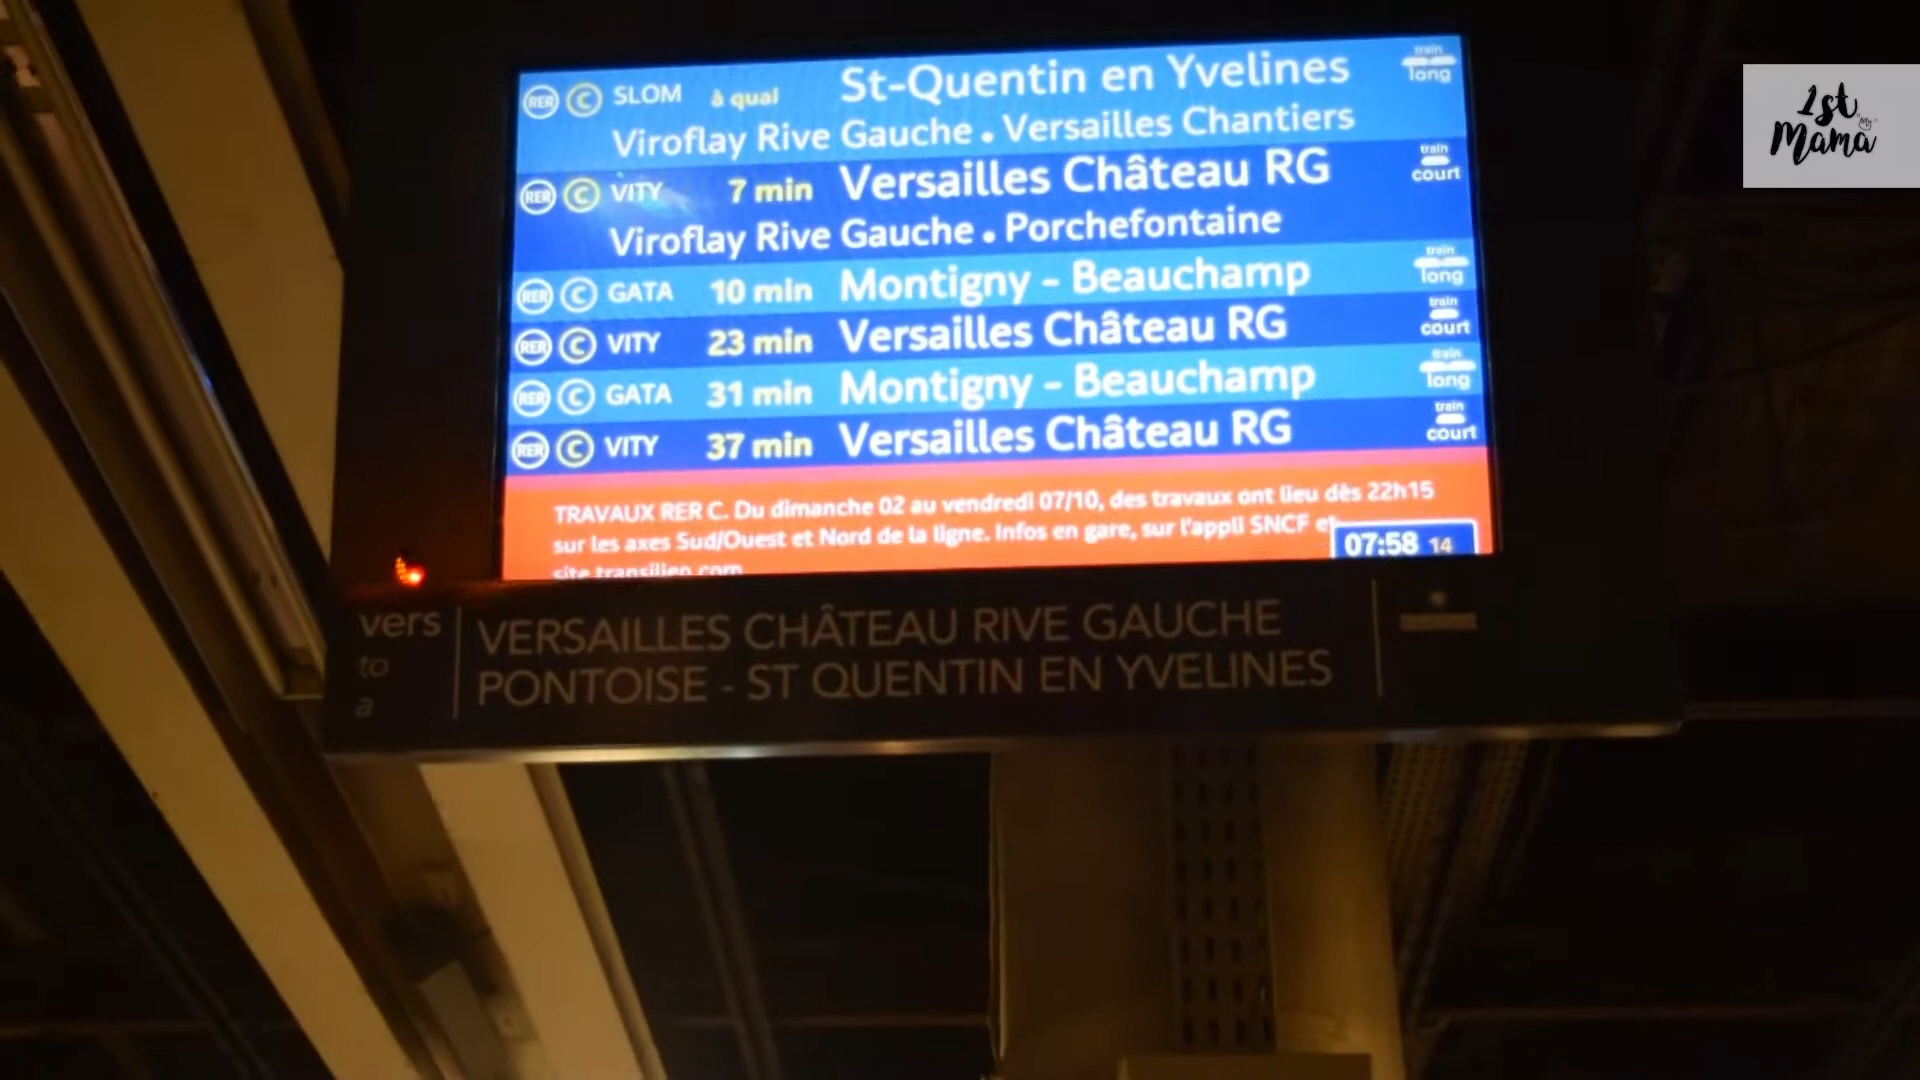 RER C SLOM à quai St-Quentin en Yvelines train long
Viroflay Rive Gauche . Versailles Chantiers
RER C VITY 7 min Versailles Château RG train court
Viroflay Rive Gauche . Porchefontaine
RER C GATA 10 min Montigny - Beauchamp train long
RER C VITY 23 min Versailles Château RG train court
RER C GATA 31 min Montigny - Beauchamp train long
RER C VITY 37 min Versailles Château RG train court
TRAVAUX RER C. Du dimanche 02 au vendredi 07/10, des travaux ont lieu dès 22h15
sur les axes Sud/Ouest et Nord de la ligne. Infos en gare, sur l'appli SNCF et
site transilien.com
07:58 14
vers
to
a
VERSAILLES CHÂTEAU RIVE GAUCHE
PONTOISE - ST QUENTIN EN YVELINES
1st
My
Mama